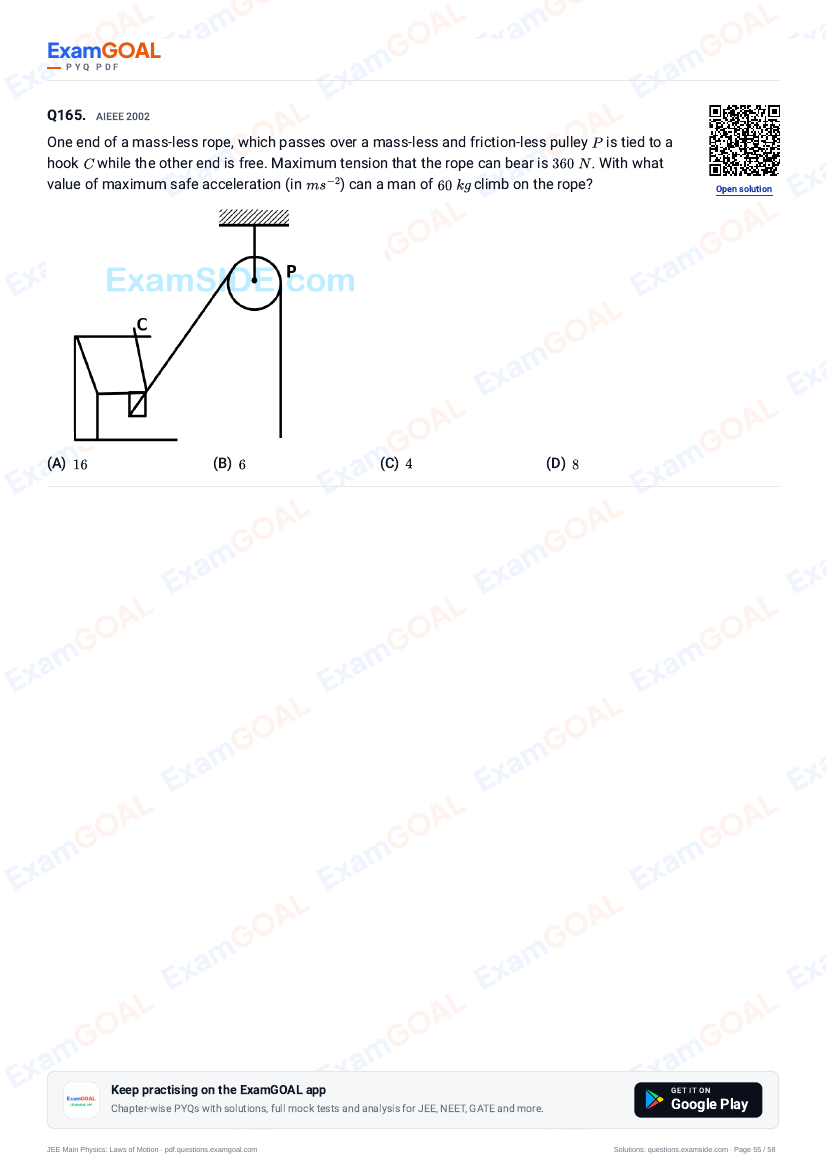 ExamGOAL
PYQ PDF
Q165. AIEEE 2002
One end of a mass-less rope, which passes over a mass-less and friction-less pulley P is tied to a
hook C while the other end is free. Maximum tension that the rope can bear is 360 N. With what
value of maximum safe acceleration (in ms⁻²) can a man of 60 kg climb on the rope?
Open solution
P
ExamSIDE.com
C
(A) 16 (B) 6 (C) 4 (D) 8
Keep practising on the ExamGOAL app
Chapter-wise PYQs with solutions, full mock tests and analysis for JEE, NEET, GATE and more.
ExamGOAL
GET IT ON
Google Play
JEE Main Physics: Laws of Motion · pdf.questions.examgoal.com
Solutions: questions.examside.com · Page 55 / 58